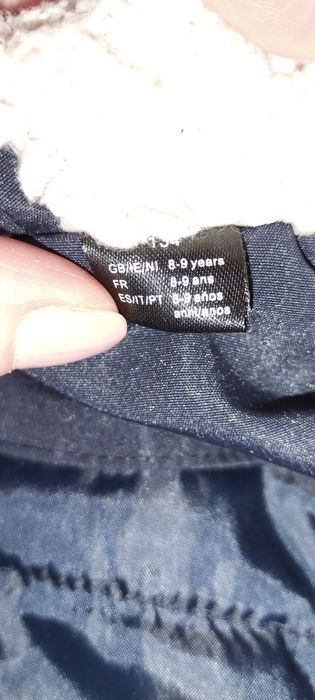 GB/IE/NI 8-9 years
FR 8-9 ans
ES/IT/PT 8-9 años
anni/anos